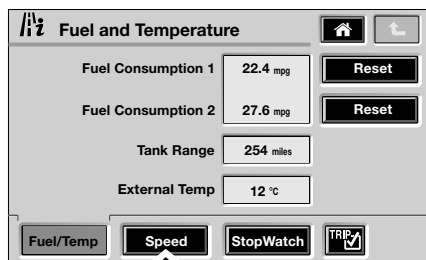 Fuel and Temperature
Fuel Consumption 1 22.4 mpg Reset
Fuel Consumption 2 27.6 mpg Reset
Tank Range 254 miles
External Temp 12 °C
Fuel/Temp Speed StopWatch TRIP